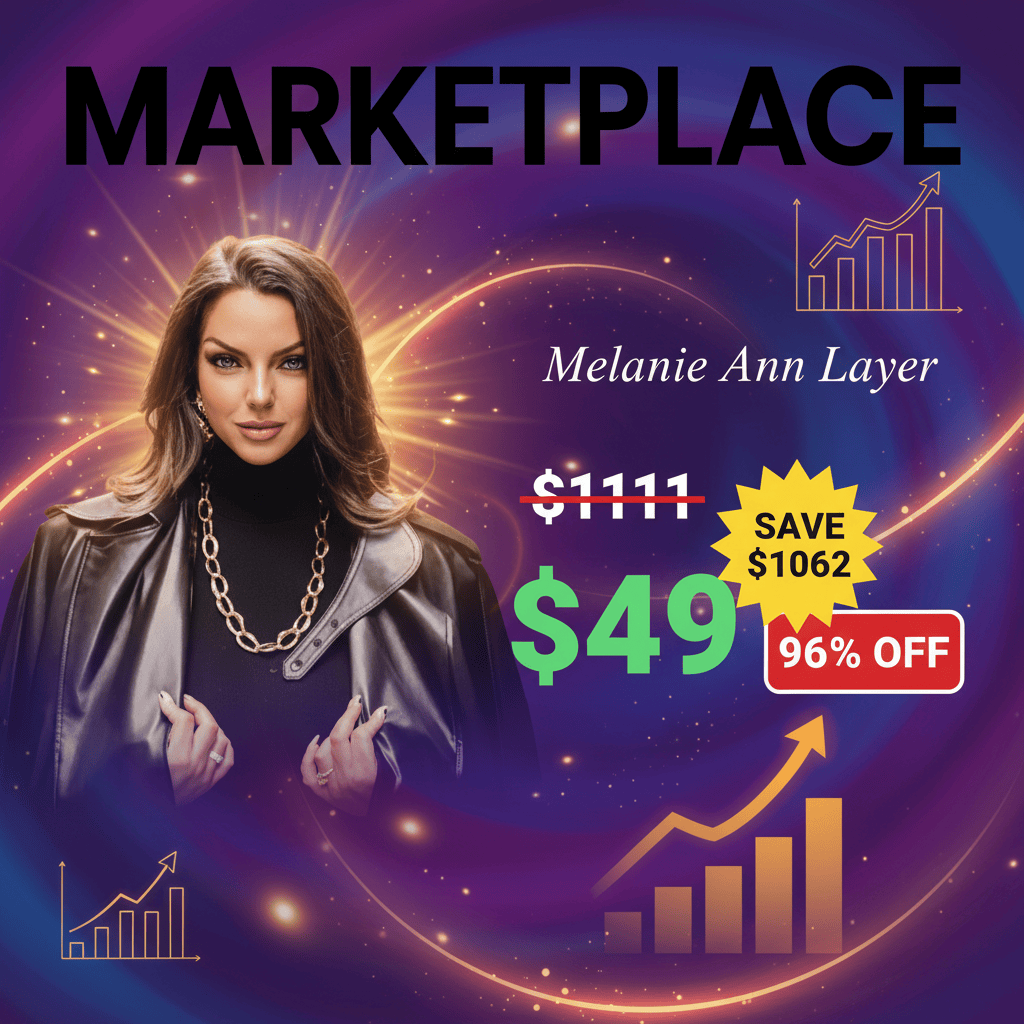 MARKETPLACE
Melanie Ann Layer
$1111
$49
SAVE
$1062
96% OFF